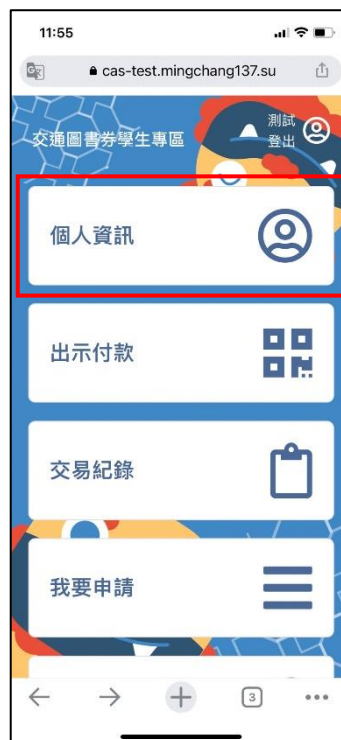 11:55
cas-test.mingchang137.su
測試
交通圖書券學生專區
登出
個人資訊
出示付款
交易紀錄
我要申請
3